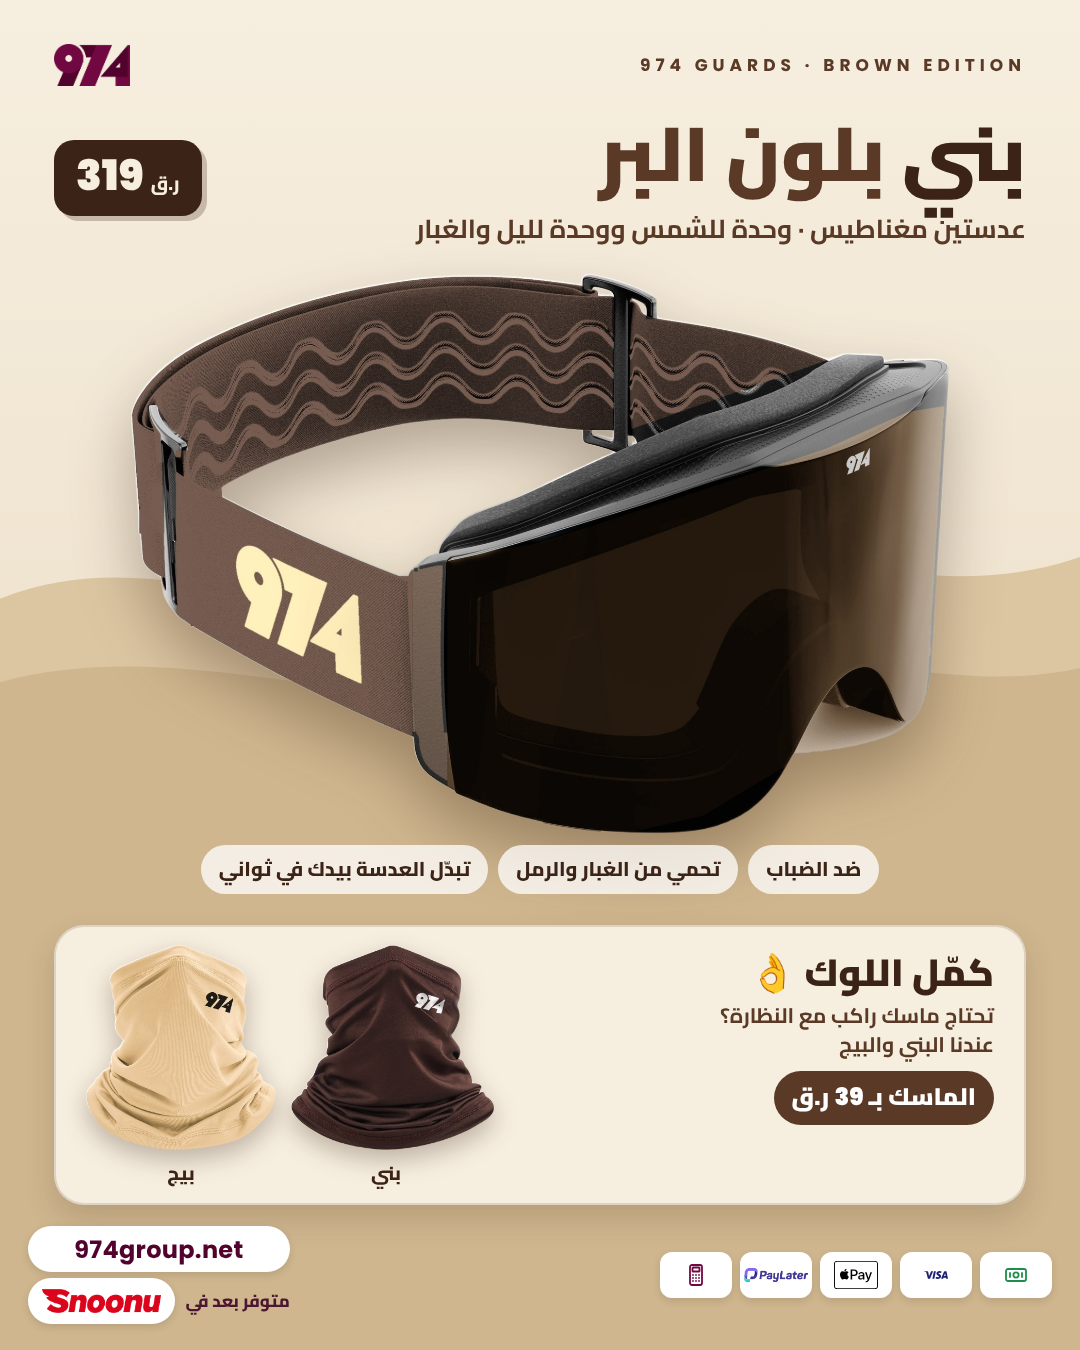 974
974 GUARDS · BROWN EDITION
بني بلون البر
319 ر.ق
عدستين مغناطيس · وحدة للشمس ووحدة لليل والغبار
974
974
ضد الضباب
تحمي من الغبار والرمل
تبدّل العدسة بيدك في ثواني
كمّل اللوك 👌
تحتاج ماسك راكب مع النظارة؟
عندنا البني والبيج
الماسك بـ 39 ر.ق
974
974
بني
بيج
974group.net
متوفر بعد في Snoonu
PayLater
Pay
VISA